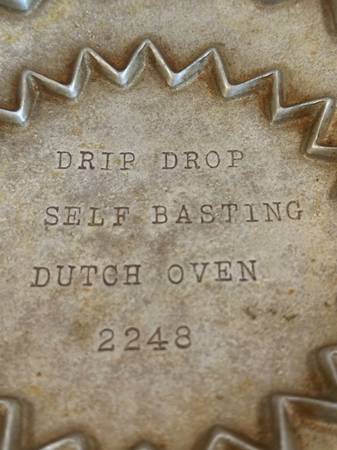 DRIP DROP
SELF BASTING
DUTCH OVEN
2248